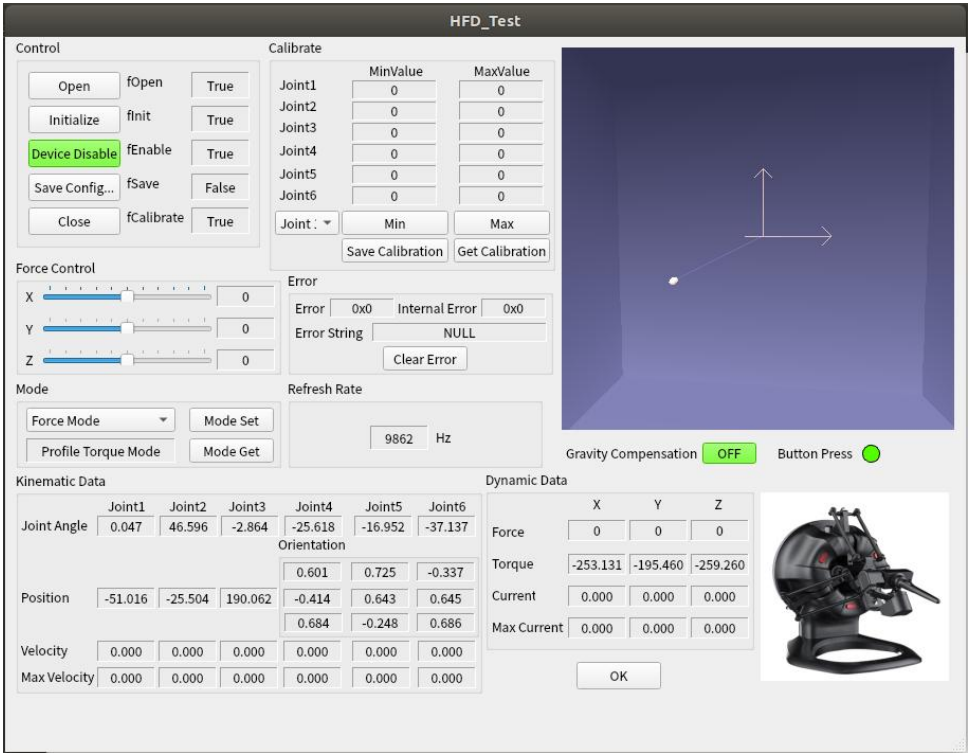 HFD_Test
Control
Open fOpen True
Initialize fInit True
Device Disable fEnable True
Save Config... fSave False
Close fCalibrate True
Calibrate
MinValue MaxValue
Joint1 0 0
Joint2 0 0
Joint3 0 0
Joint4 0 0
Joint5 0 0
Joint6 0 0
Joint Min Max
Save Calibration Get Calibration
Force Control
X 0
Y 0
Z 0
Error
Error 0x0 Internal Error 0x0
Error String NULL
Clear Error
Mode
Force Mode Mode Set
Profile Torque Mode Mode Get
Refresh Rate
9862 Hz
Gravity Compensation OFF Button Press
Kinematic Data
Joint1 Joint2 Joint3 Joint4 Joint5 Joint6
Joint Angle 0.047 46.596 -2.864 -25.618 -16.952 -37.137
Orientation
0.601 0.725 -0.337
Position -51.016 -25.504 190.062 -0.414 0.643 0.645
0.684 -0.248 0.686
Velocity 0.000 0.000 0.000 0.000 0.000 0.000
Max Velocity 0.000 0.000 0.000 0.000 0.000 0.000
Dynamic Data
X Y Z
Force 0 0 0
Torque -253.131 -195.460 -259.260
Current 0.000 0.000 0.000
Max Current 0.000 0.000 0.000
OK